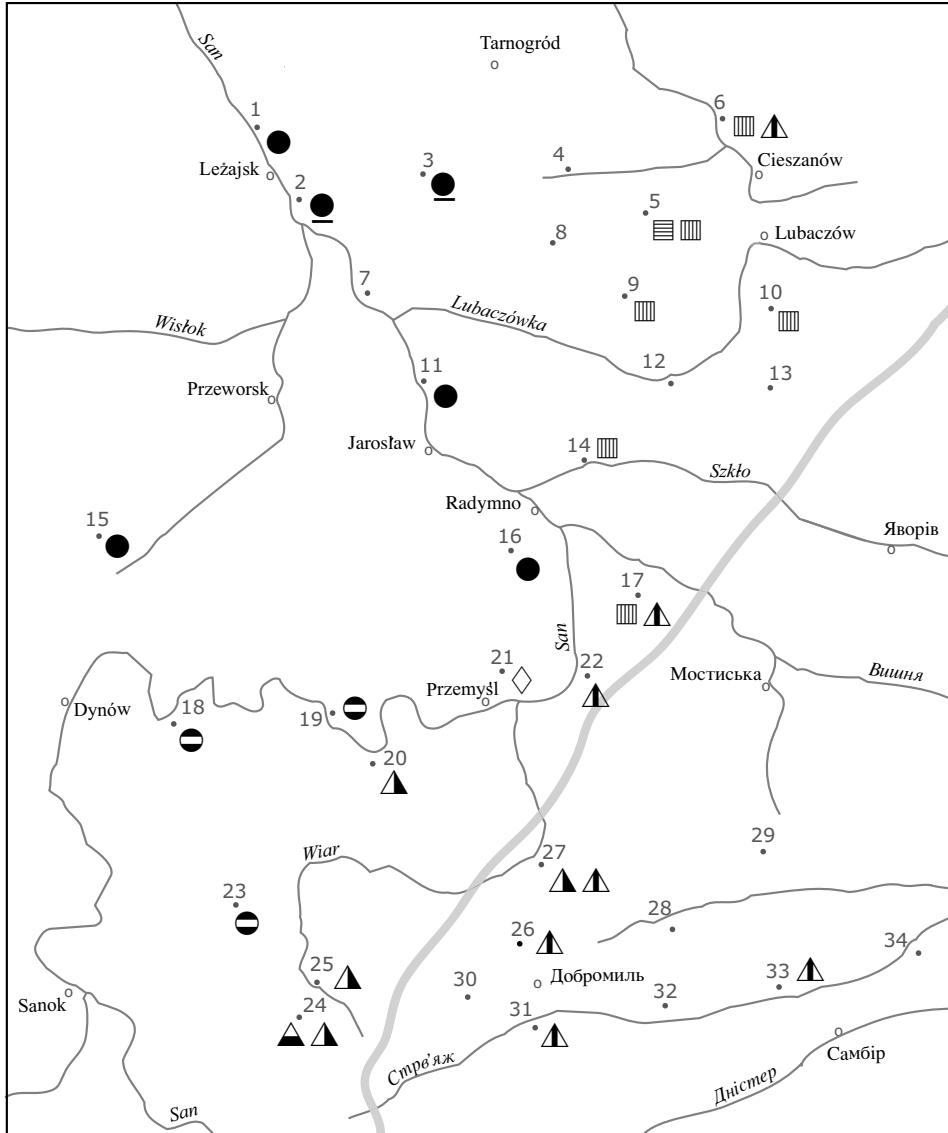 San
Tarnogród
1
6
Leżajsk
2
3
4
Cieszanów
5
8
Lubaczów
7
9
10
Wisłok
Lubaczówka
Przeworsk
11
12
13
Jarosław
14
Szkło
Radymno
15
16
Яворів
17
San
21
22
Przemyśl
Мостиська
Вишня
Dynów
18
19
20
29
Wiar
27
23
28
26
34
25
30
Добромиль
33
Sanok
24
31
32
Стрв’яж
Самбір
Дністер
San